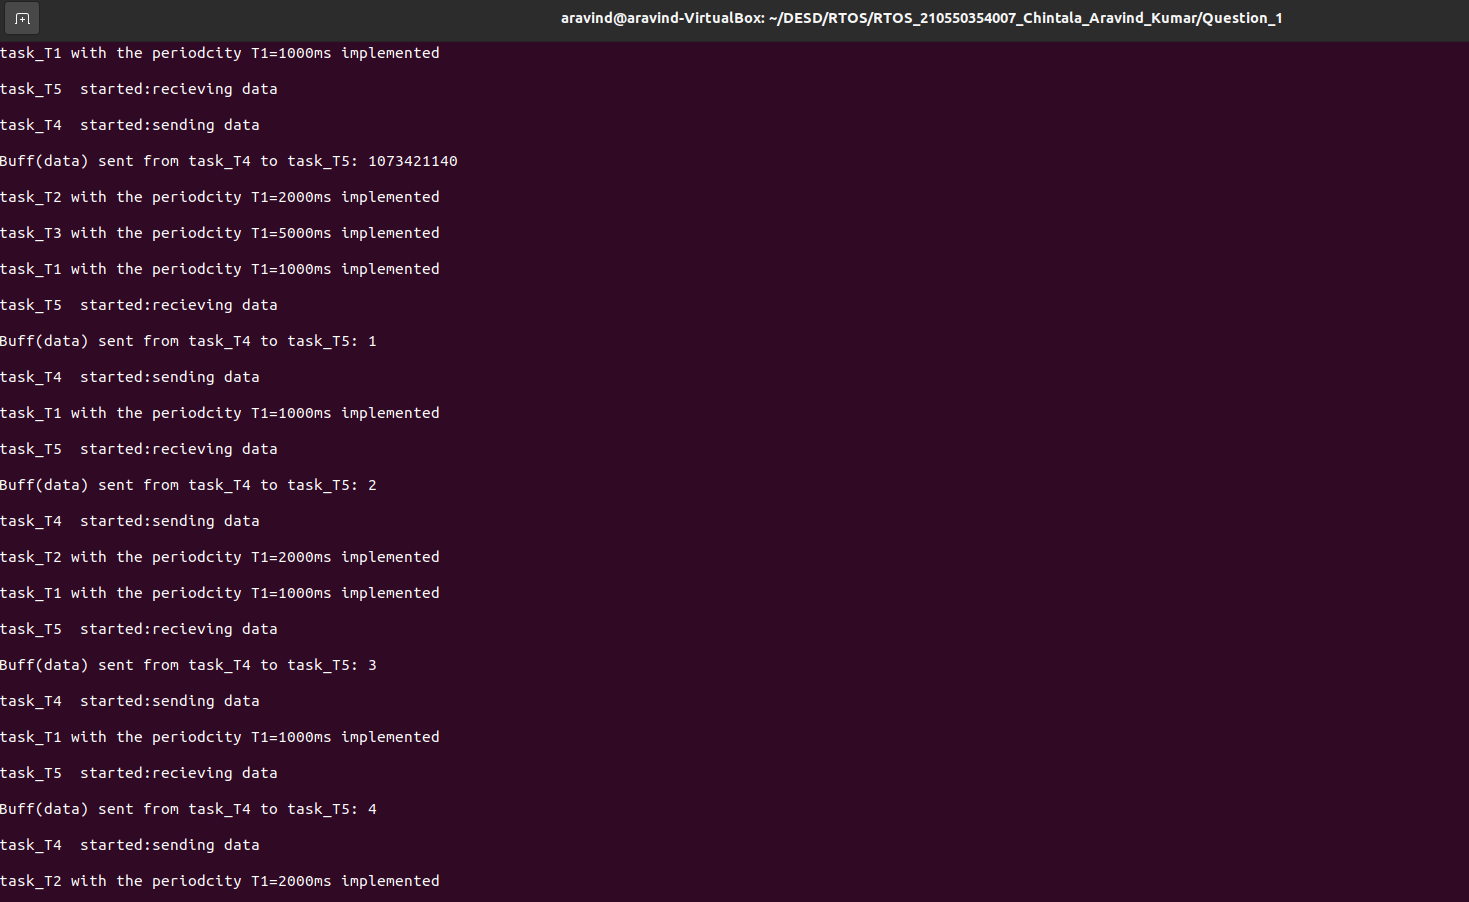 aravind@aravind-VirtualBox: ~/DESD/RTOS/RTOS_210550354007_Chintala_Aravind_Kumar/Question_1
task_T1 with the periodcity T1=1000ms implemented
task_T5  started:recieving data
task_T4  started:sending data
Buff(data) sent from task_T4 to task_T5: 1073421140
task_T2 with the periodcity T1=2000ms implemented
task_T3 with the periodcity T1=5000ms implemented
task_T1 with the periodcity T1=1000ms implemented
task_T5  started:recieving data
Buff(data) sent from task_T4 to task_T5: 1
task_T4  started:sending data
task_T1 with the periodcity T1=1000ms implemented
task_T5  started:recieving data
Buff(data) sent from task_T4 to task_T5: 2
task_T4  started:sending data
task_T2 with the periodcity T1=2000ms implemented
task_T1 with the periodcity T1=1000ms implemented
task_T5  started:recieving data
Buff(data) sent from task_T4 to task_T5: 3
task_T4  started:sending data
task_T1 with the periodcity T1=1000ms implemented
task_T5  started:recieving data
Buff(data) sent from task_T4 to task_T5: 4
task_T4  started:sending data
task_T2 with the periodcity T1=2000ms implemented